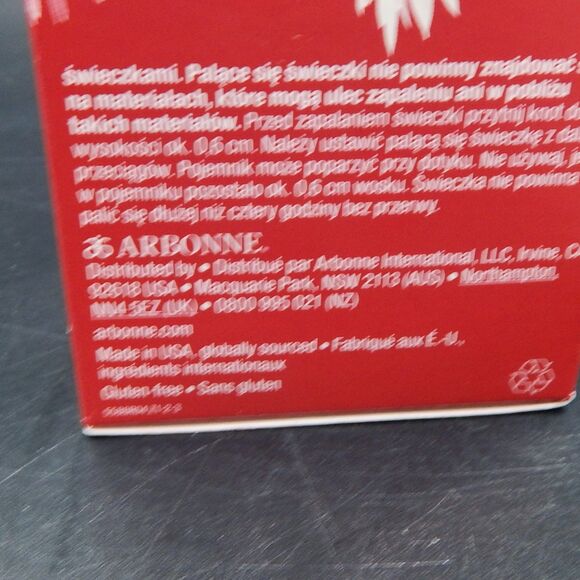 świeczkami. Palące się świeczki nie powinny znajdować
na materiałach, które mogą ulec zapaleniu ani w pobliżu
takich materiałów. Przed zapaleniem świeczki przytnij knot d
wysokości ok. 0,6 cm. Należy ustawić palącą się świeczkę z da
przeciągów. Pojemnik może poparzyć przy dotyku. Nie używaj, j
w pojemniku pozostało ok. 0,6 cm wosku. Świeczka nie powinna
palić się dłużej niż cztery godziny bez przerwy.
ARBONNE
Distributed by • Distribué par Arbonne International, LLC, Irvine, C
92618 USA • Macquarie Park, NSW 2113 (AUS) • Northampton,
NN4 5EZ (UK) • 0800 995 021 (NZ)
arbonne.com
Made in USA, globally sourced • Fabriqué aux É.-U.,
ingrédients internationaux
Gluten-free • Sans gluten